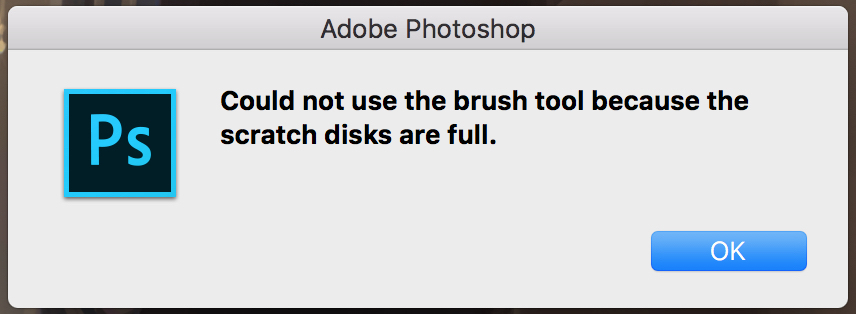 Adobe Photoshop
Ps
Could not use the brush tool because the
scratch disks are full.
OK